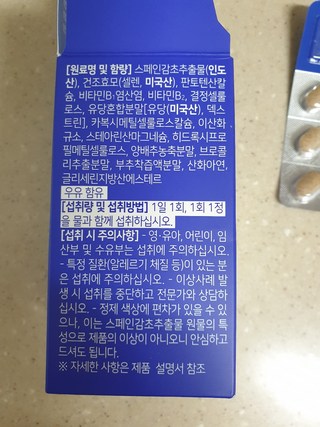 [원료명 및 함량] 스페인감초추출물(인도
산), 건조효모(셀렌, 미국산), 판토텐산칼
슘, 비타민B₁염산염, 비타민B₂, 결정셀룰
로스, 유당혼합분말[유당(미국산), 덱스
트린], 카복시메틸셀룰로스칼슘, 이산화
규소, 스테아린산마그네슘, 히드록시프로
필메틸셀룰로스, 양배추농축분말, 브로콜
리추출분말, 부추착즙액분말, 산화아연,
글리세린지방산에스테르
우유 함유
[섭취량 및 섭취방법] 1일 1회, 1회 1정
을 물과 함께 섭취하십시오.
[섭취 시 주의사항] - 영·유아, 어린이, 임
산부 및 수유부는 섭취에 주의하십시오.
- 특정 질환(알레르기 체질 등)이 있는 분
은 섭취에 주의하십시오. - 이상사례 발
생 시 섭취를 중단하고 전문가와 상담하
십시오. - 정제 색상에 편차가 있을 수 있
으나, 이는 스페인감초추출물 원물의 특
성으로 제품의 이상이 아니오니 안심하고
드셔도 됩니다.
※ 자세한 사항은 제품 설명서 참조